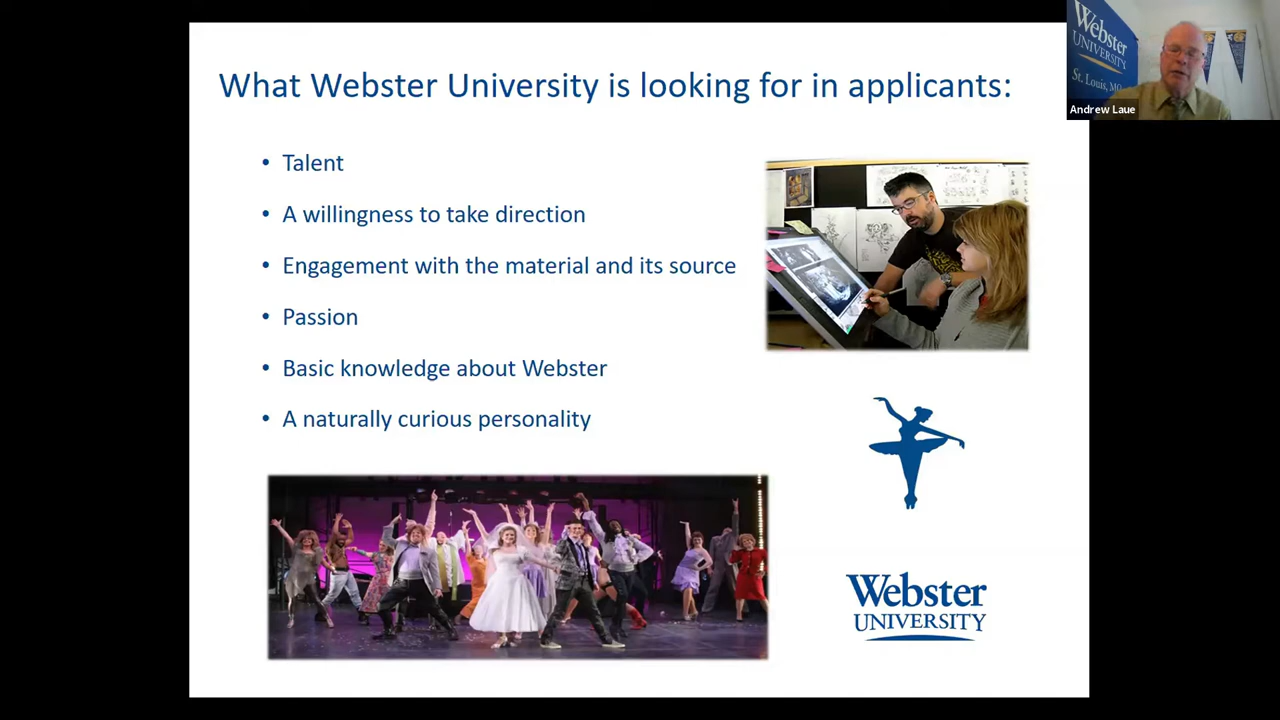 What Webster University is looking for in applicants:
• Talent
• A willingness to take direction
• Engagement with the material and its source
• Passion
• Basic knowledge about Webster
• A naturally curious personality
Webster
UNIVERSITY
Webster
UNIVERSITY
St. Louis, MO
Andrew Laue